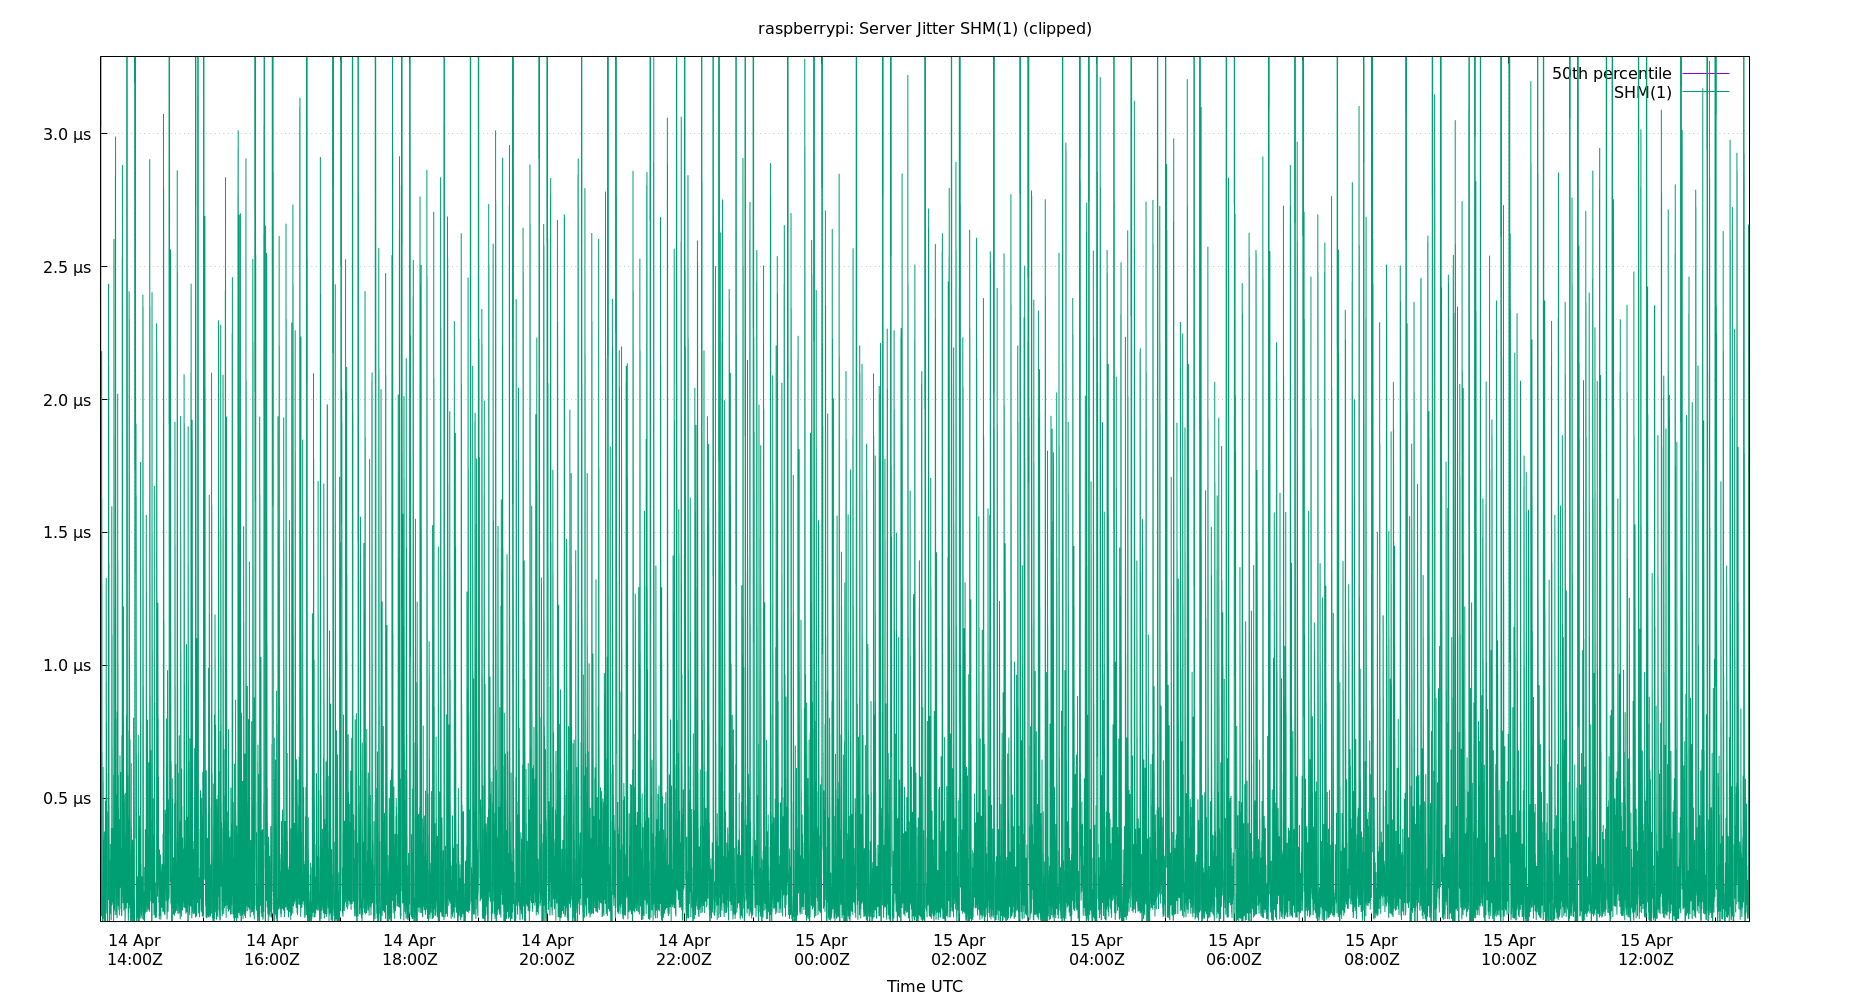 raspberrypi: Server Jitter SHM(1) (clipped)
50th percentile
SHM(1)
3.0 µs
2.5 µs
2.0 µs
1.5 µs
1.0 µs
0.5 µs
14 Apr 14 Apr 14 Apr 14 Apr 14 Apr 15 Apr 15 Apr 15 Apr 15 Apr 15 Apr 15 Apr 15 Apr
14:00Z 16:00Z 18:00Z 20:00Z 22:00Z 00:00Z 02:00Z 04:00Z 06:00Z 08:00Z 10:00Z 12:00Z
Time UTC